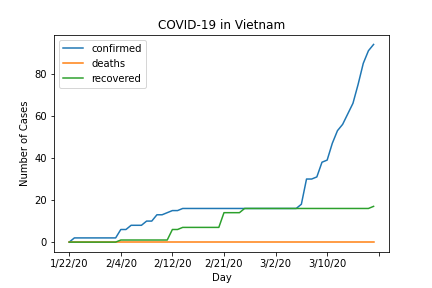 COVID-19 in Vietnam
confirmed
deaths
recovered
Number of Cases
80
60
40
20
0
1/22/20 2/4/20 2/12/20 2/21/20 3/2/20 3/10/20
Day